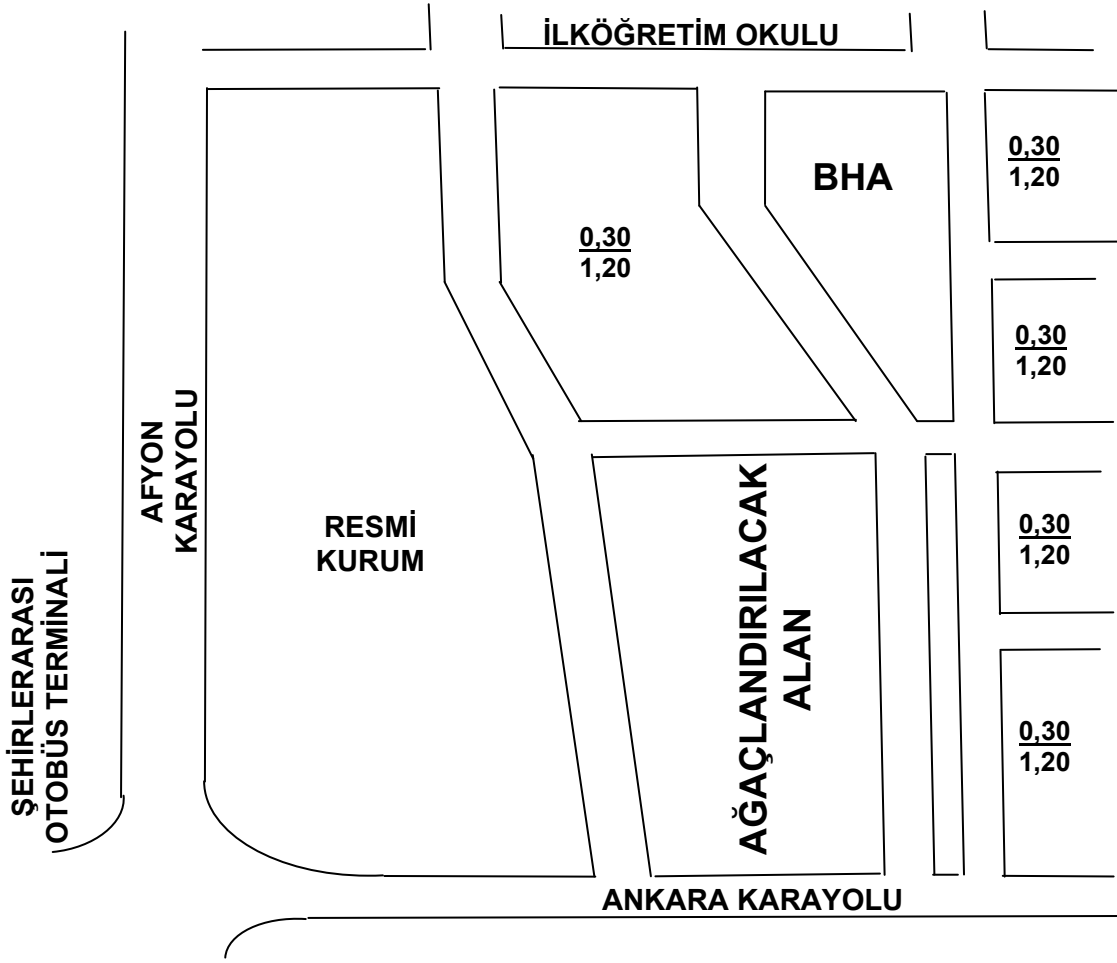 İLKÖĞRETİM OKULU
BHA
0,30
1,20
0,30
1,20
0,30
1,20
AFYON
KARAYOLU
RESMİ
KURUM
AĞAÇLANDIRILACAK
ALAN
0,30
1,20
ŞEHİRLERARASI
OTOBÜS TERMİNALİ
0,30
1,20
ANKARA KARAYOLU